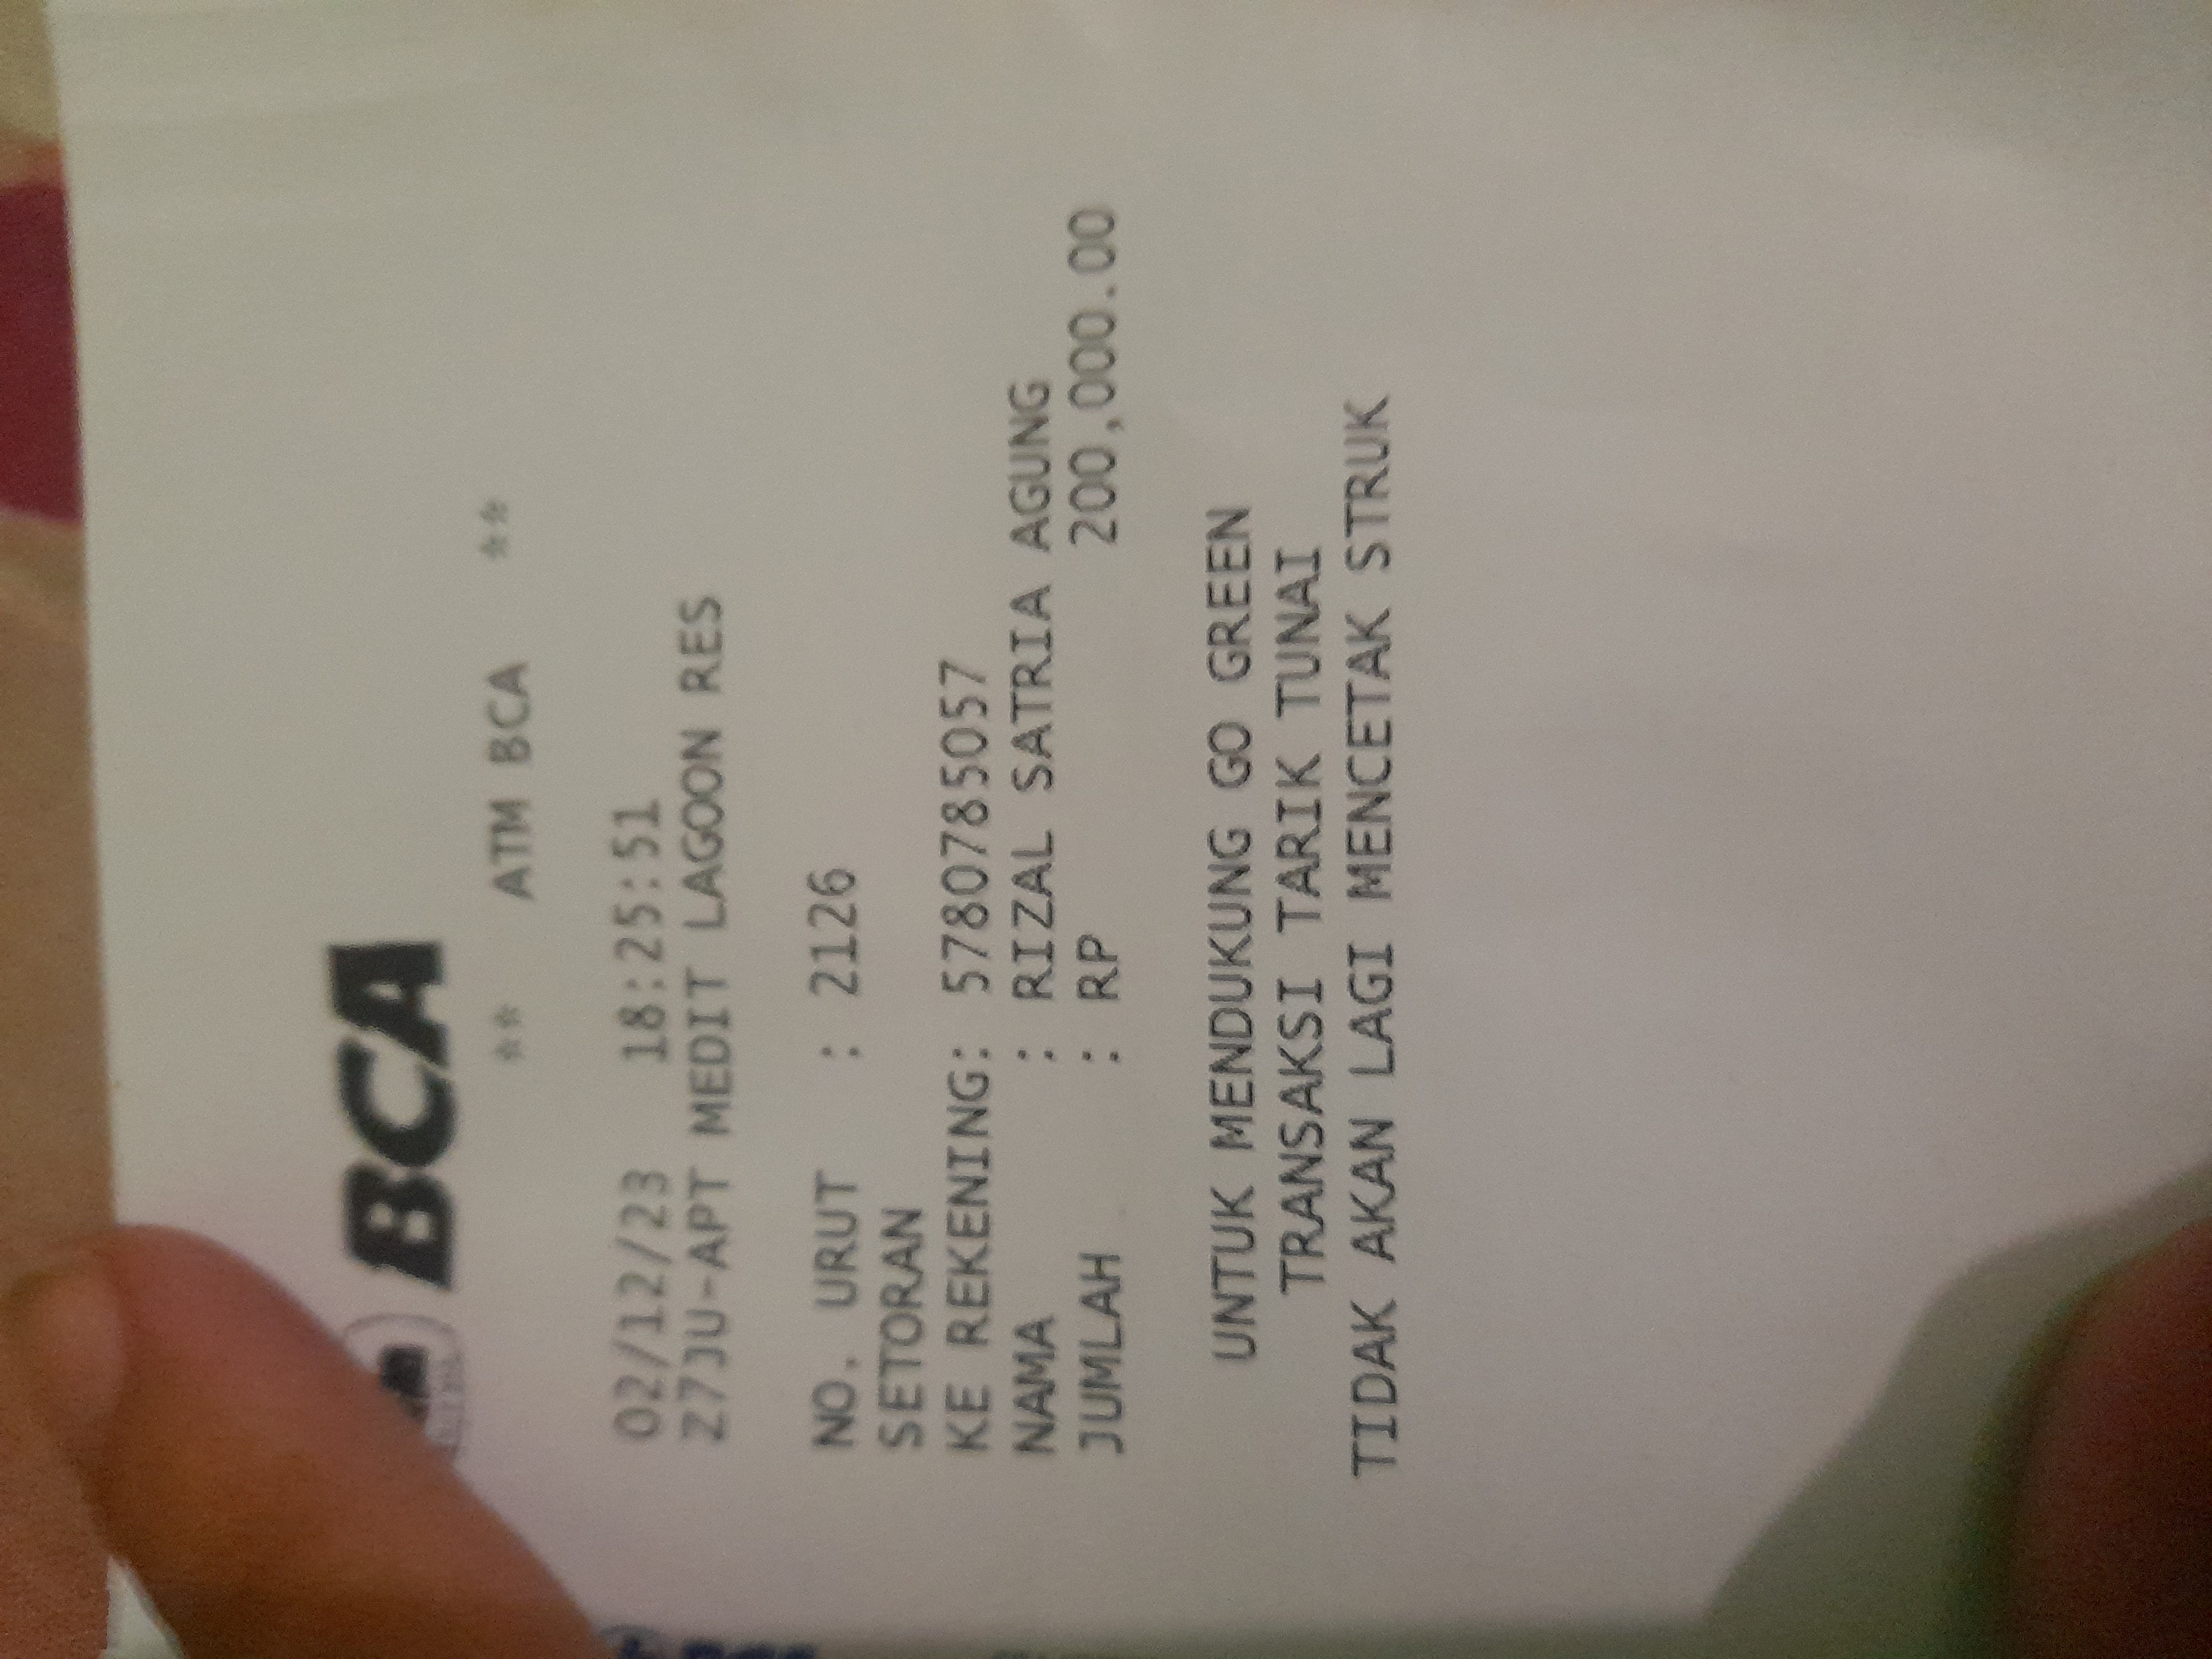 BCA
** ATM BCA **
02/12/23 18:25:51
Z7JU-APT MEDIT LAGOON RES
NO. URUT : 2126
SETORAN
KE REKENING: 5780785057
NAMA : RIZAL SATRIA AGUNG
JUMLAH : RP 200,000.00
UNTUK MENDUKUNG GO GREEN
TRANSAKSI TARIK TUNAI
TIDAK AKAN LAGI MENCETAK STRUK